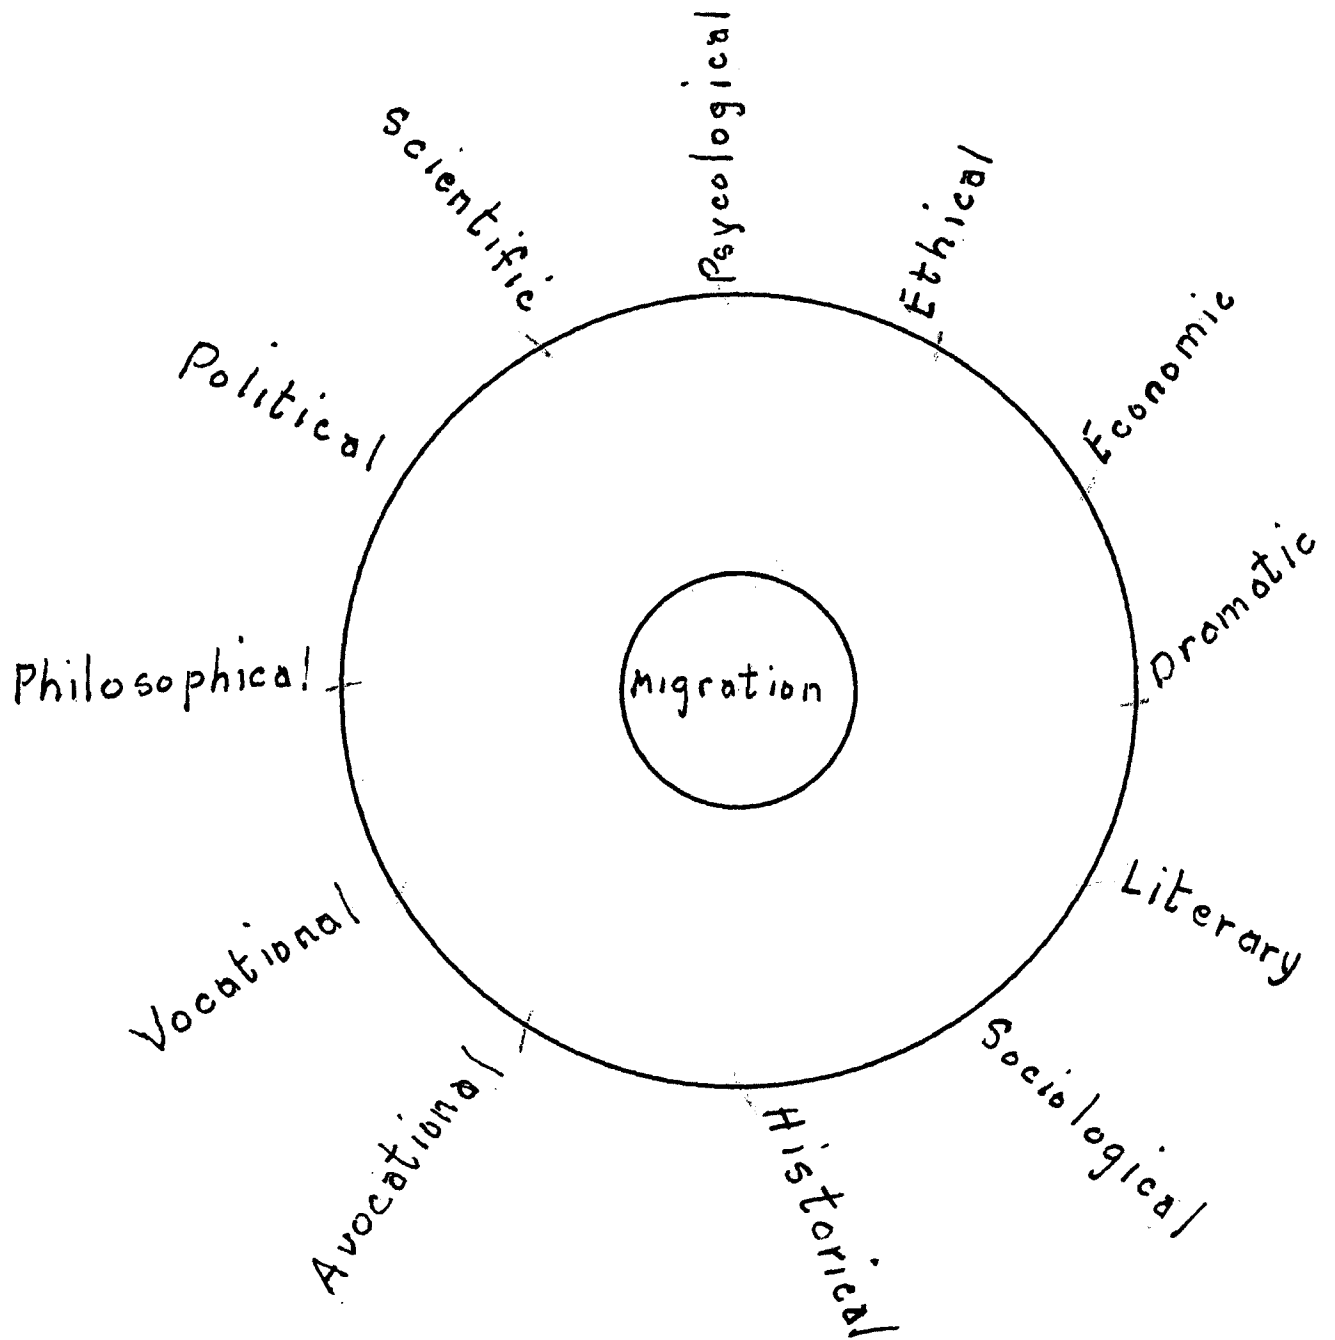 Psycological
Ethical
Economic
Dramatic
Literary
Sociological
Historical
Avocational
Vocational
Philosophical
Political
Scientific
Migration